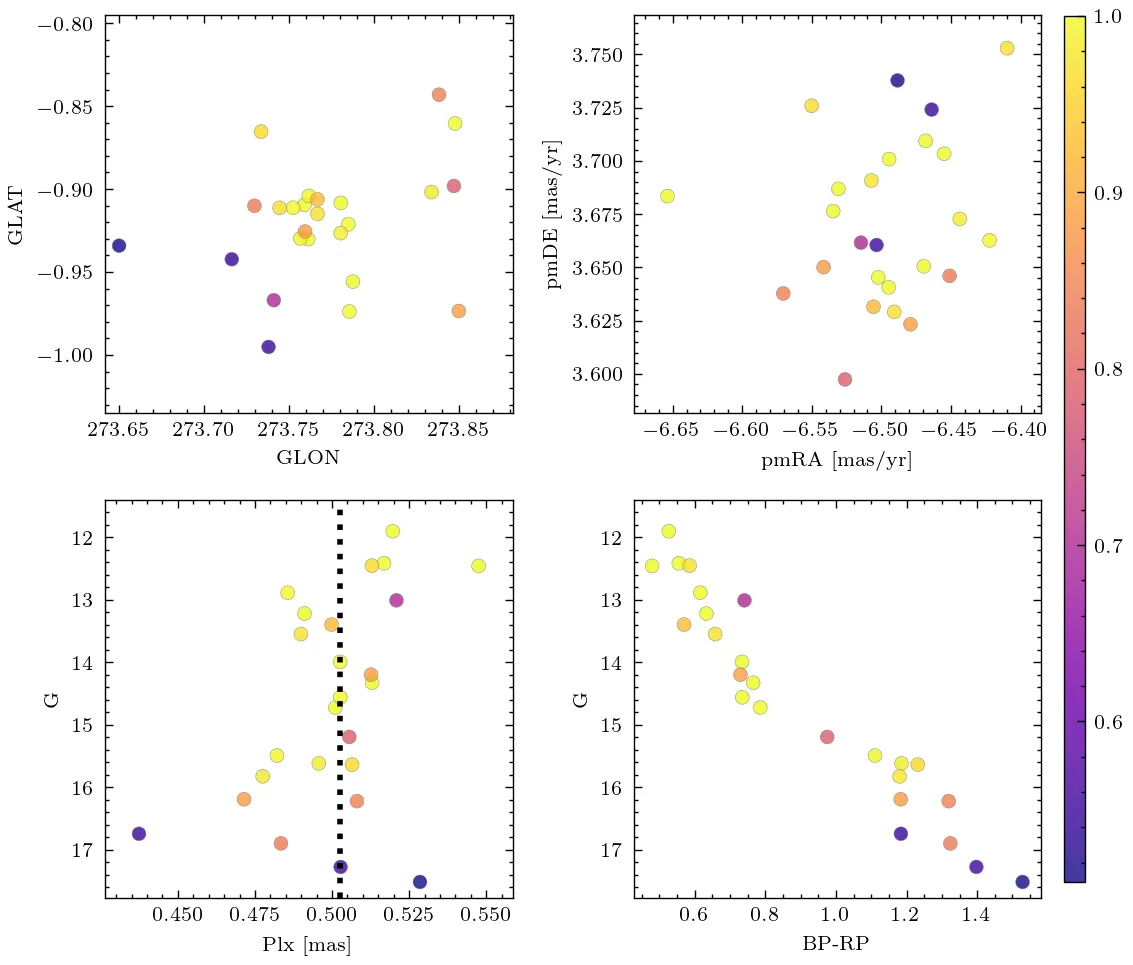 −0.80
−0.85
−0.90
−0.95
−1.00
GLAT
273.65 273.70 273.75 273.80 273.85
GLON
3.750
3.725
3.700
3.675
3.650
3.625
3.600
pmDE [mas/yr]
−6.65 −6.60 −6.55 −6.50 −6.45 −6.40
pmRA [mas/yr]
1.0
0.9
0.8
0.7
0.6
12
13
14
15
16
17
G
0.450 0.475 0.500 0.525 0.550
Plx [mas]
12
13
14
15
16
17
G
0.6 0.8 1.0 1.2 1.4
BP-RP